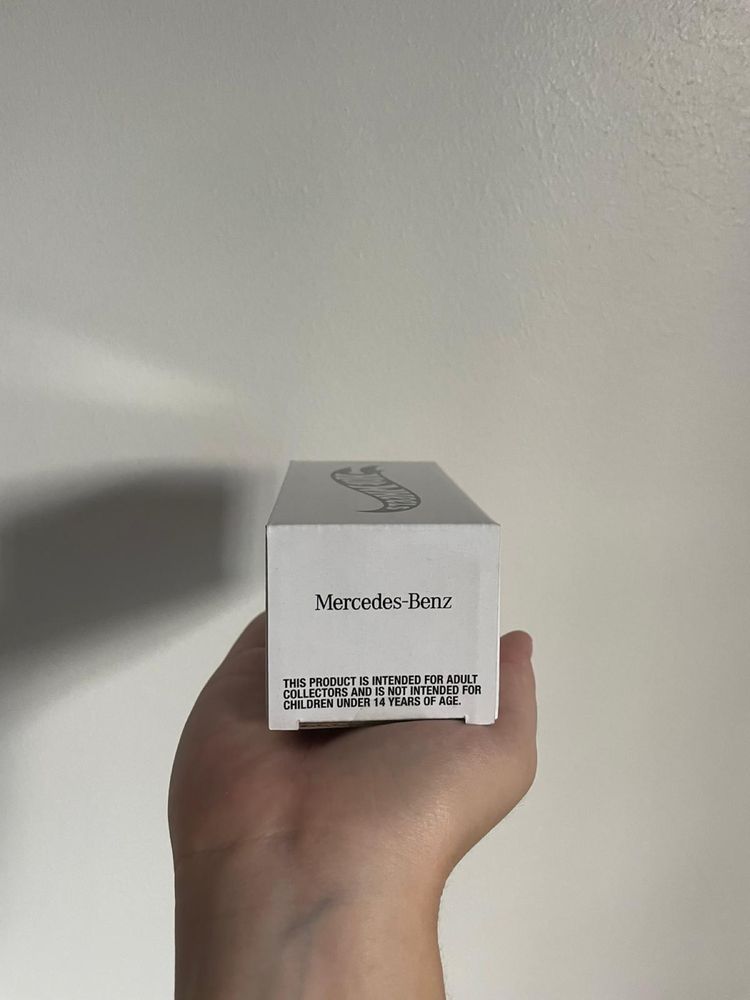 Mercedes-Benz
THIS PRODUCT IS INTENDED FOR ADULT
COLLECTORS AND IS NOT INTENDED FOR
CHILDREN UNDER 14 YEARS OF AGE.